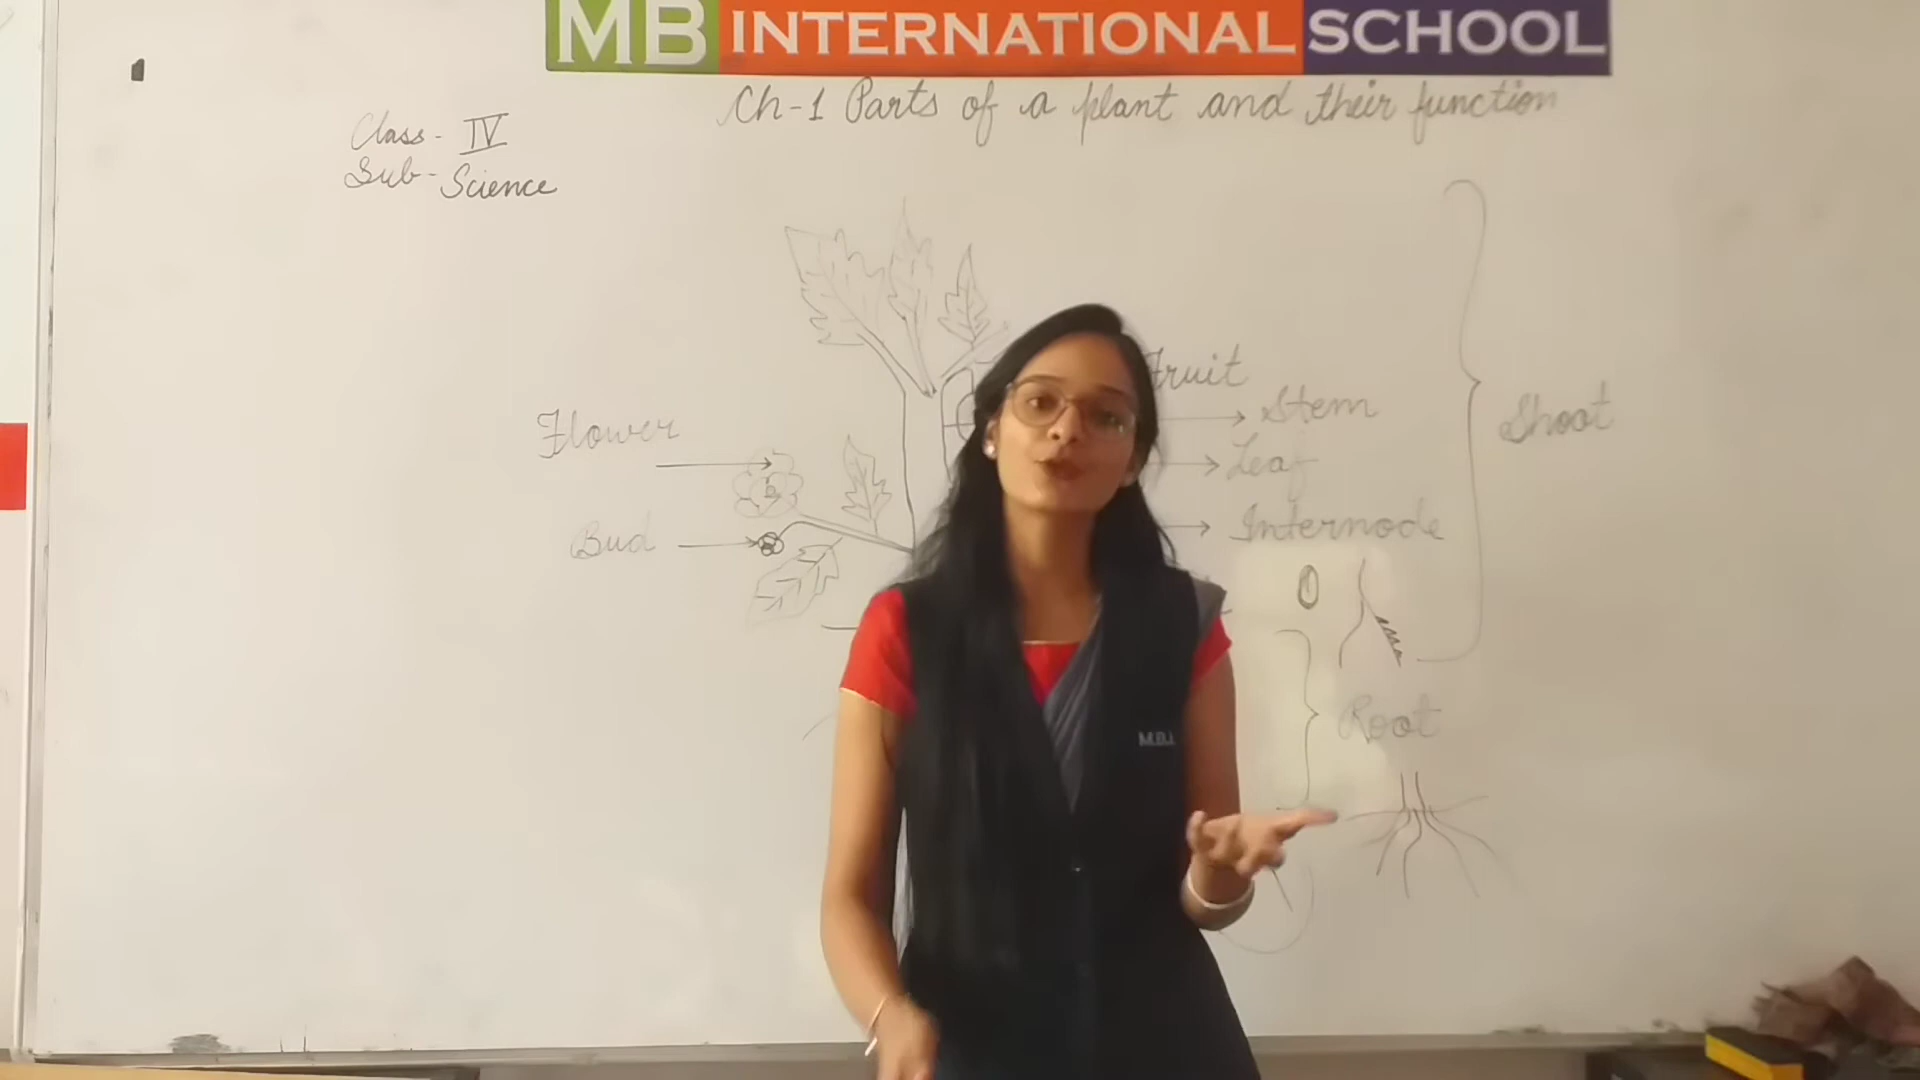 MB INTERNATIONAL SCHOOL
Ch-1 Parts of a plant and their function
Class - IV
Sub - Science
Fruit
Stem
Flower
Shoot
Leaf
Internode
Bud
Root